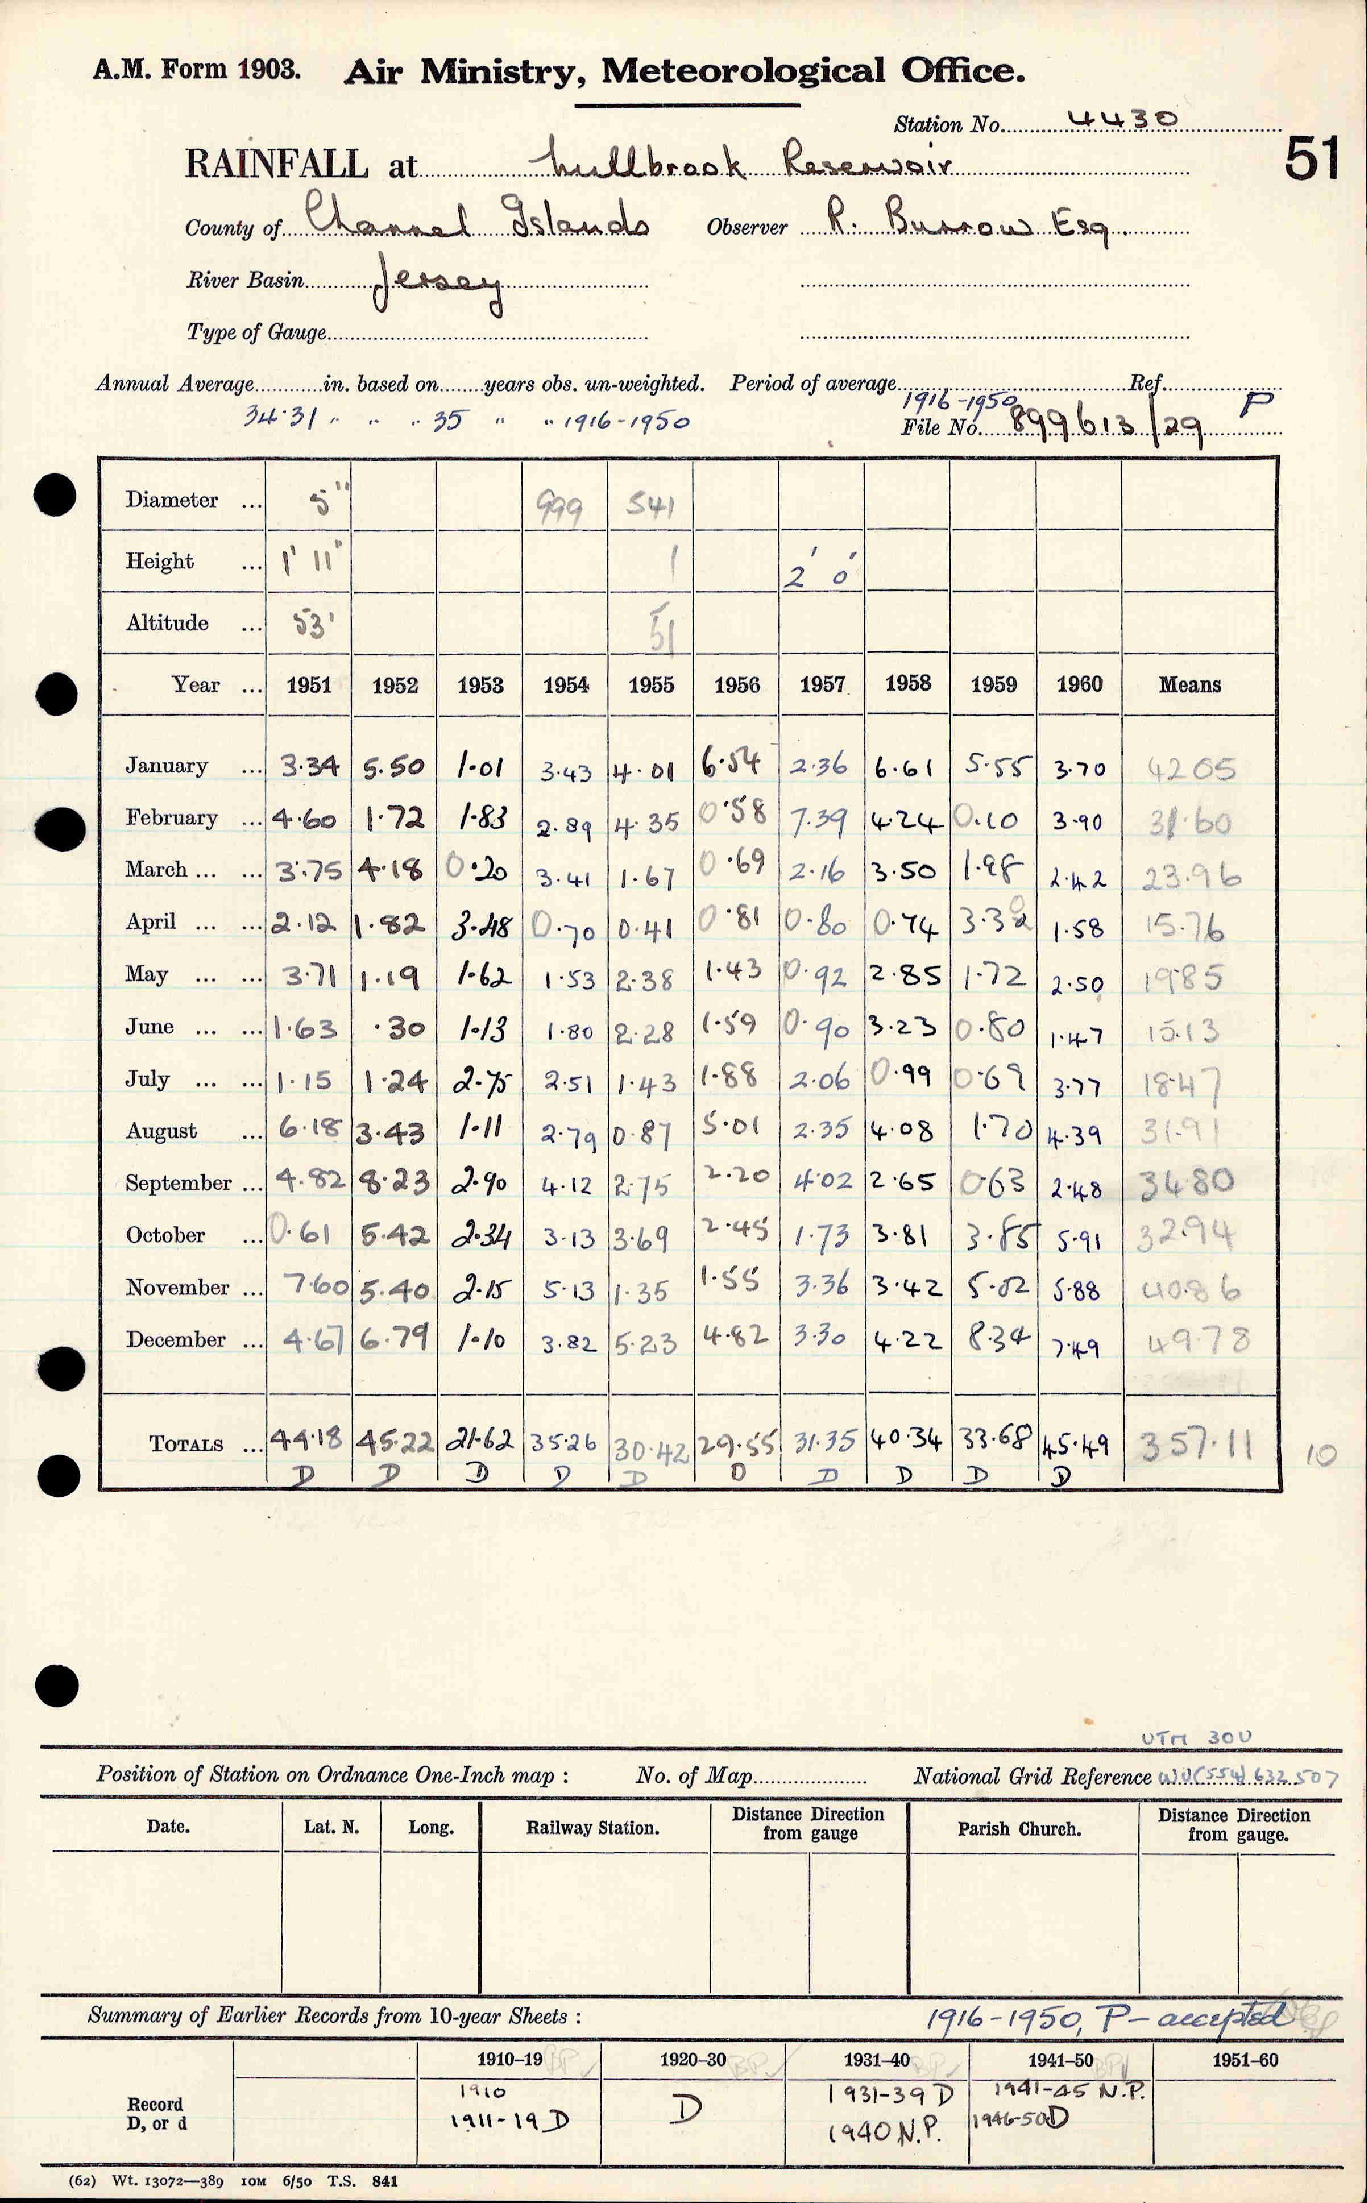 A.M. Form 1903. Air Ministry, Meteorological Office.
Station No. 4430
51
RAINFALL at Millbrook Reservoir
County of Channel Islands Observer R. Burrow Esq.
River Basin Jersey
Type of Gauge
Annual Average in. based on years obs. un-weighted. Period of average 1916-1950 Ref. P
34.31 " " " 35 " " 1916-1950 File No. 899613/29
Diameter ... 5" 999 541
Height ... 1' 11" 1 2' 0'
Altitude ... 53' 51
Year ... 1951 1952 1953 1954 1955 1956 1957 1958 1959 1960 Means
January ... 3.34 5.50 1.01 3.43 4.01 6.54 2.36 6.61 5.55 3.70 42.05
February ... 4.60 1.72 1.83 2.89 4.35 0.58 7.39 4.24 0.10 3.90 31.60
March ... ... 3.75 4.18 0.20 3.41 1.67 0.69 2.16 3.50 1.98 2.42 23.96
April ... ... 2.12 1.82 3.48 0.70 0.41 0.81 0.80 0.74 3.30 1.58 15.76
May ... ... 3.71 1.19 1.62 1.53 2.38 1.43 0.92 2.85 1.72 2.50 19.85
June ... ... 1.63 .30 1.13 1.80 2.28 1.59 0.90 3.23 0.80 1.47 15.13
July ... ... 1.15 1.24 2.75 2.51 1.43 1.88 2.06 0.99 0.69 3.77 18.47
August ... 6.18 3.43 1.11 2.79 0.87 5.01 2.35 4.08 1.70 4.39 31.91
September ... 4.82 8.23 2.90 4.12 2.75 2.20 4.02 2.65 0.63 2.48 34.80
October ... 0.61 5.42 2.34 3.13 3.69 2.45 1.73 3.81 3.85 5.91 32.94
November ... 7.60 5.40 2.15 5.13 1.35 1.55 3.36 3.42 5.02 5.88 40.86
December ... 4.67 6.79 1.10 3.82 5.23 4.82 3.30 4.22 8.34 7.49 49.78
TOTALS ... 44.18 45.22 21.62 35.26 30.42 29.55 31.35 40.34 33.68 45.49 357.11 10
D D D D D D D D D D
UTM 30U
Position of Station on Ordnance One-Inch map : No. of Map National Grid Reference WV(554) 632 507
Date. Lat. N. Long. Railway Station. Distance Direction from gauge Parish Church. Distance Direction from gauge.
Summary of Earlier Records from 10-year Sheets : 1916-1950, P - accepted
1910-19 1920-30 1931-40 1941-50 1951-60
Record D, or d
1910 D 1931-39 D 1941-45 N.P.
1911-19 D 1940 N.P. 1946-50 D
(62) Wt. 13072—389 10M 6/50 T.S. 841